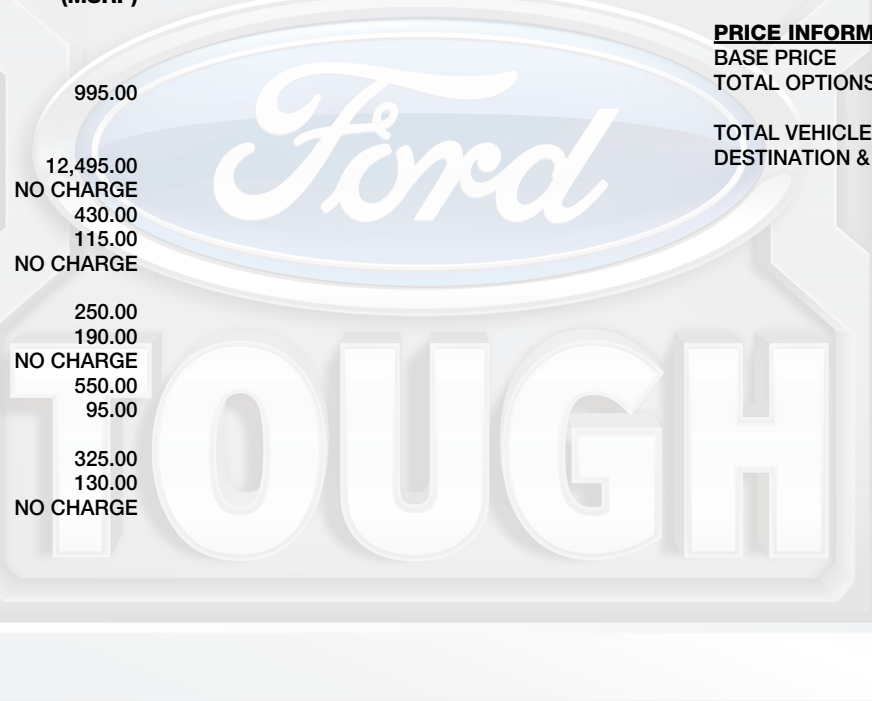 (MSRP)
995.00
12,495.00
NO CHARGE
430.00
115.00
NO CHARGE
250.00
190.00
NO CHARGE
550.00
95.00
325.00
130.00
NO CHARGE
PRICE INFORM
BASE PRICE
TOTAL OPTIONS
TOTAL VEHICLE
DESTINATION &
Ford
TOUGH